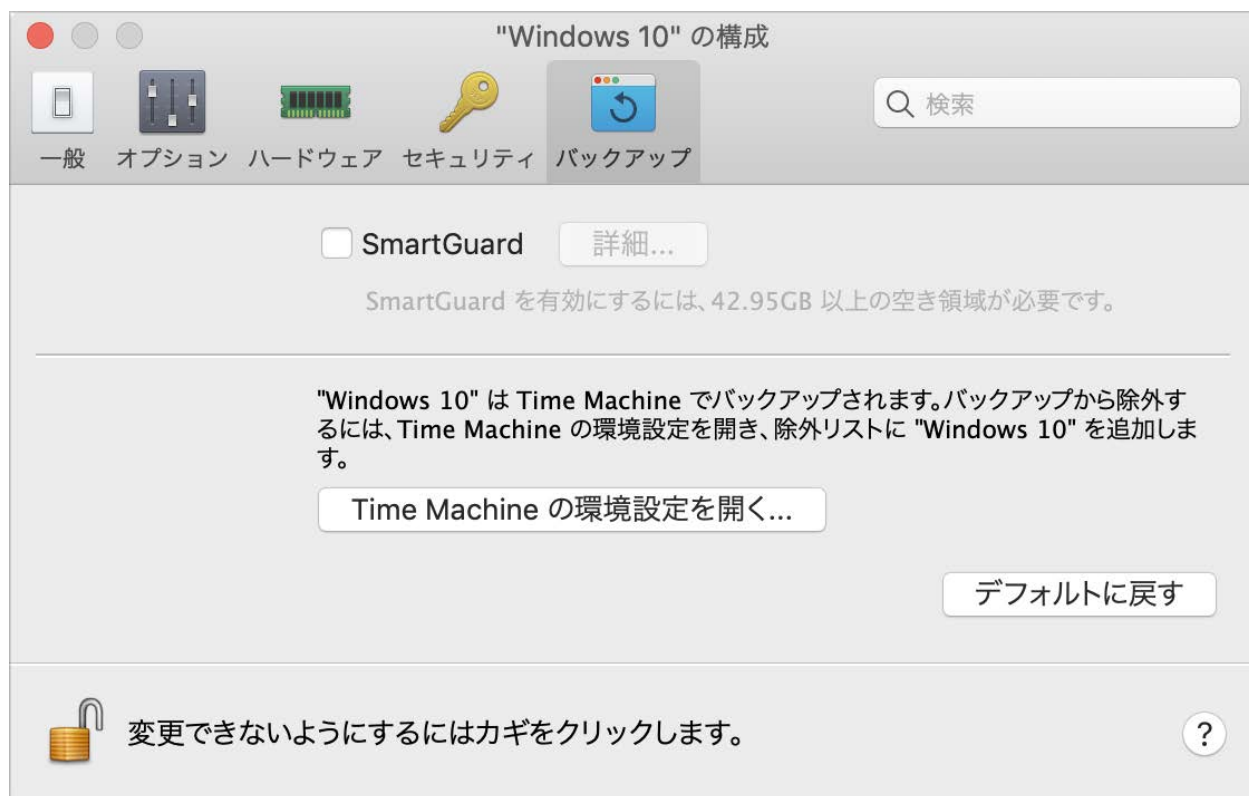 "Windows 10" の構成
検索
一般 オプション ハードウェア セキュリティ バックアップ
SmartGuard 詳細...
SmartGuard を有効にするには、42.95GB 以上の空き領域が必要です。
"Windows 10" は Time Machine でバックアップされます。バックアップから除外す
るには、Time Machine の環境設定を開き、除外リストに "Windows 10" を追加しま
す。
Time Machine の環境設定を開く...
デフォルトに戻す
変更できないようにするにはカギをクリックします。
?